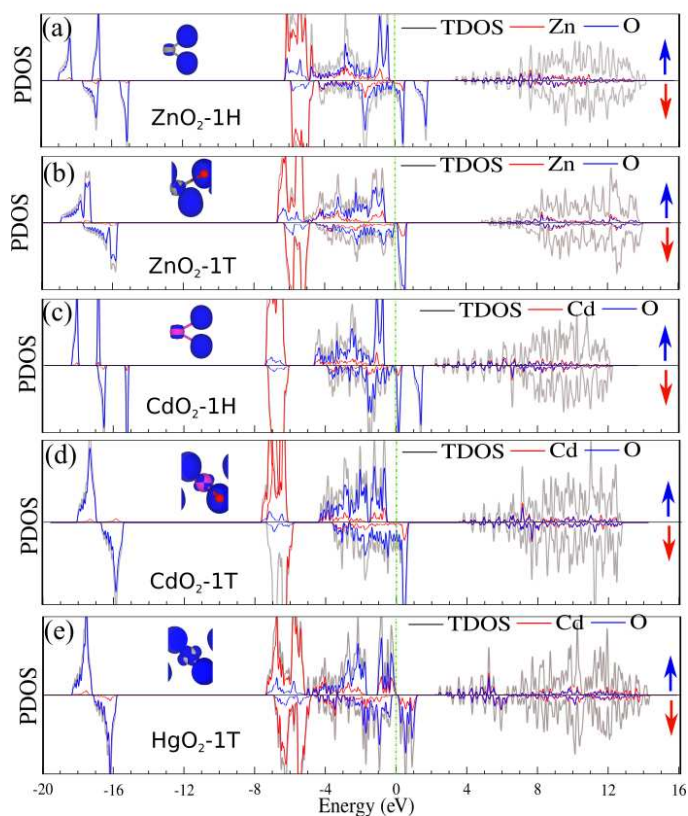 (a) TDOS Zn O
PDOS
ZnO₂-1H
(b) TDOS Zn O
PDOS
ZnO₂-1T
(c) TDOS Cd O
PDOS
CdO₂-1H
(d) TDOS Cd O
PDOS
CdO₂-1T
(e) TDOS Cd O
PDOS
HgO₂-1T
-20 -16 -12 -8 -4 0 4 8 12 16
Energy (eV)